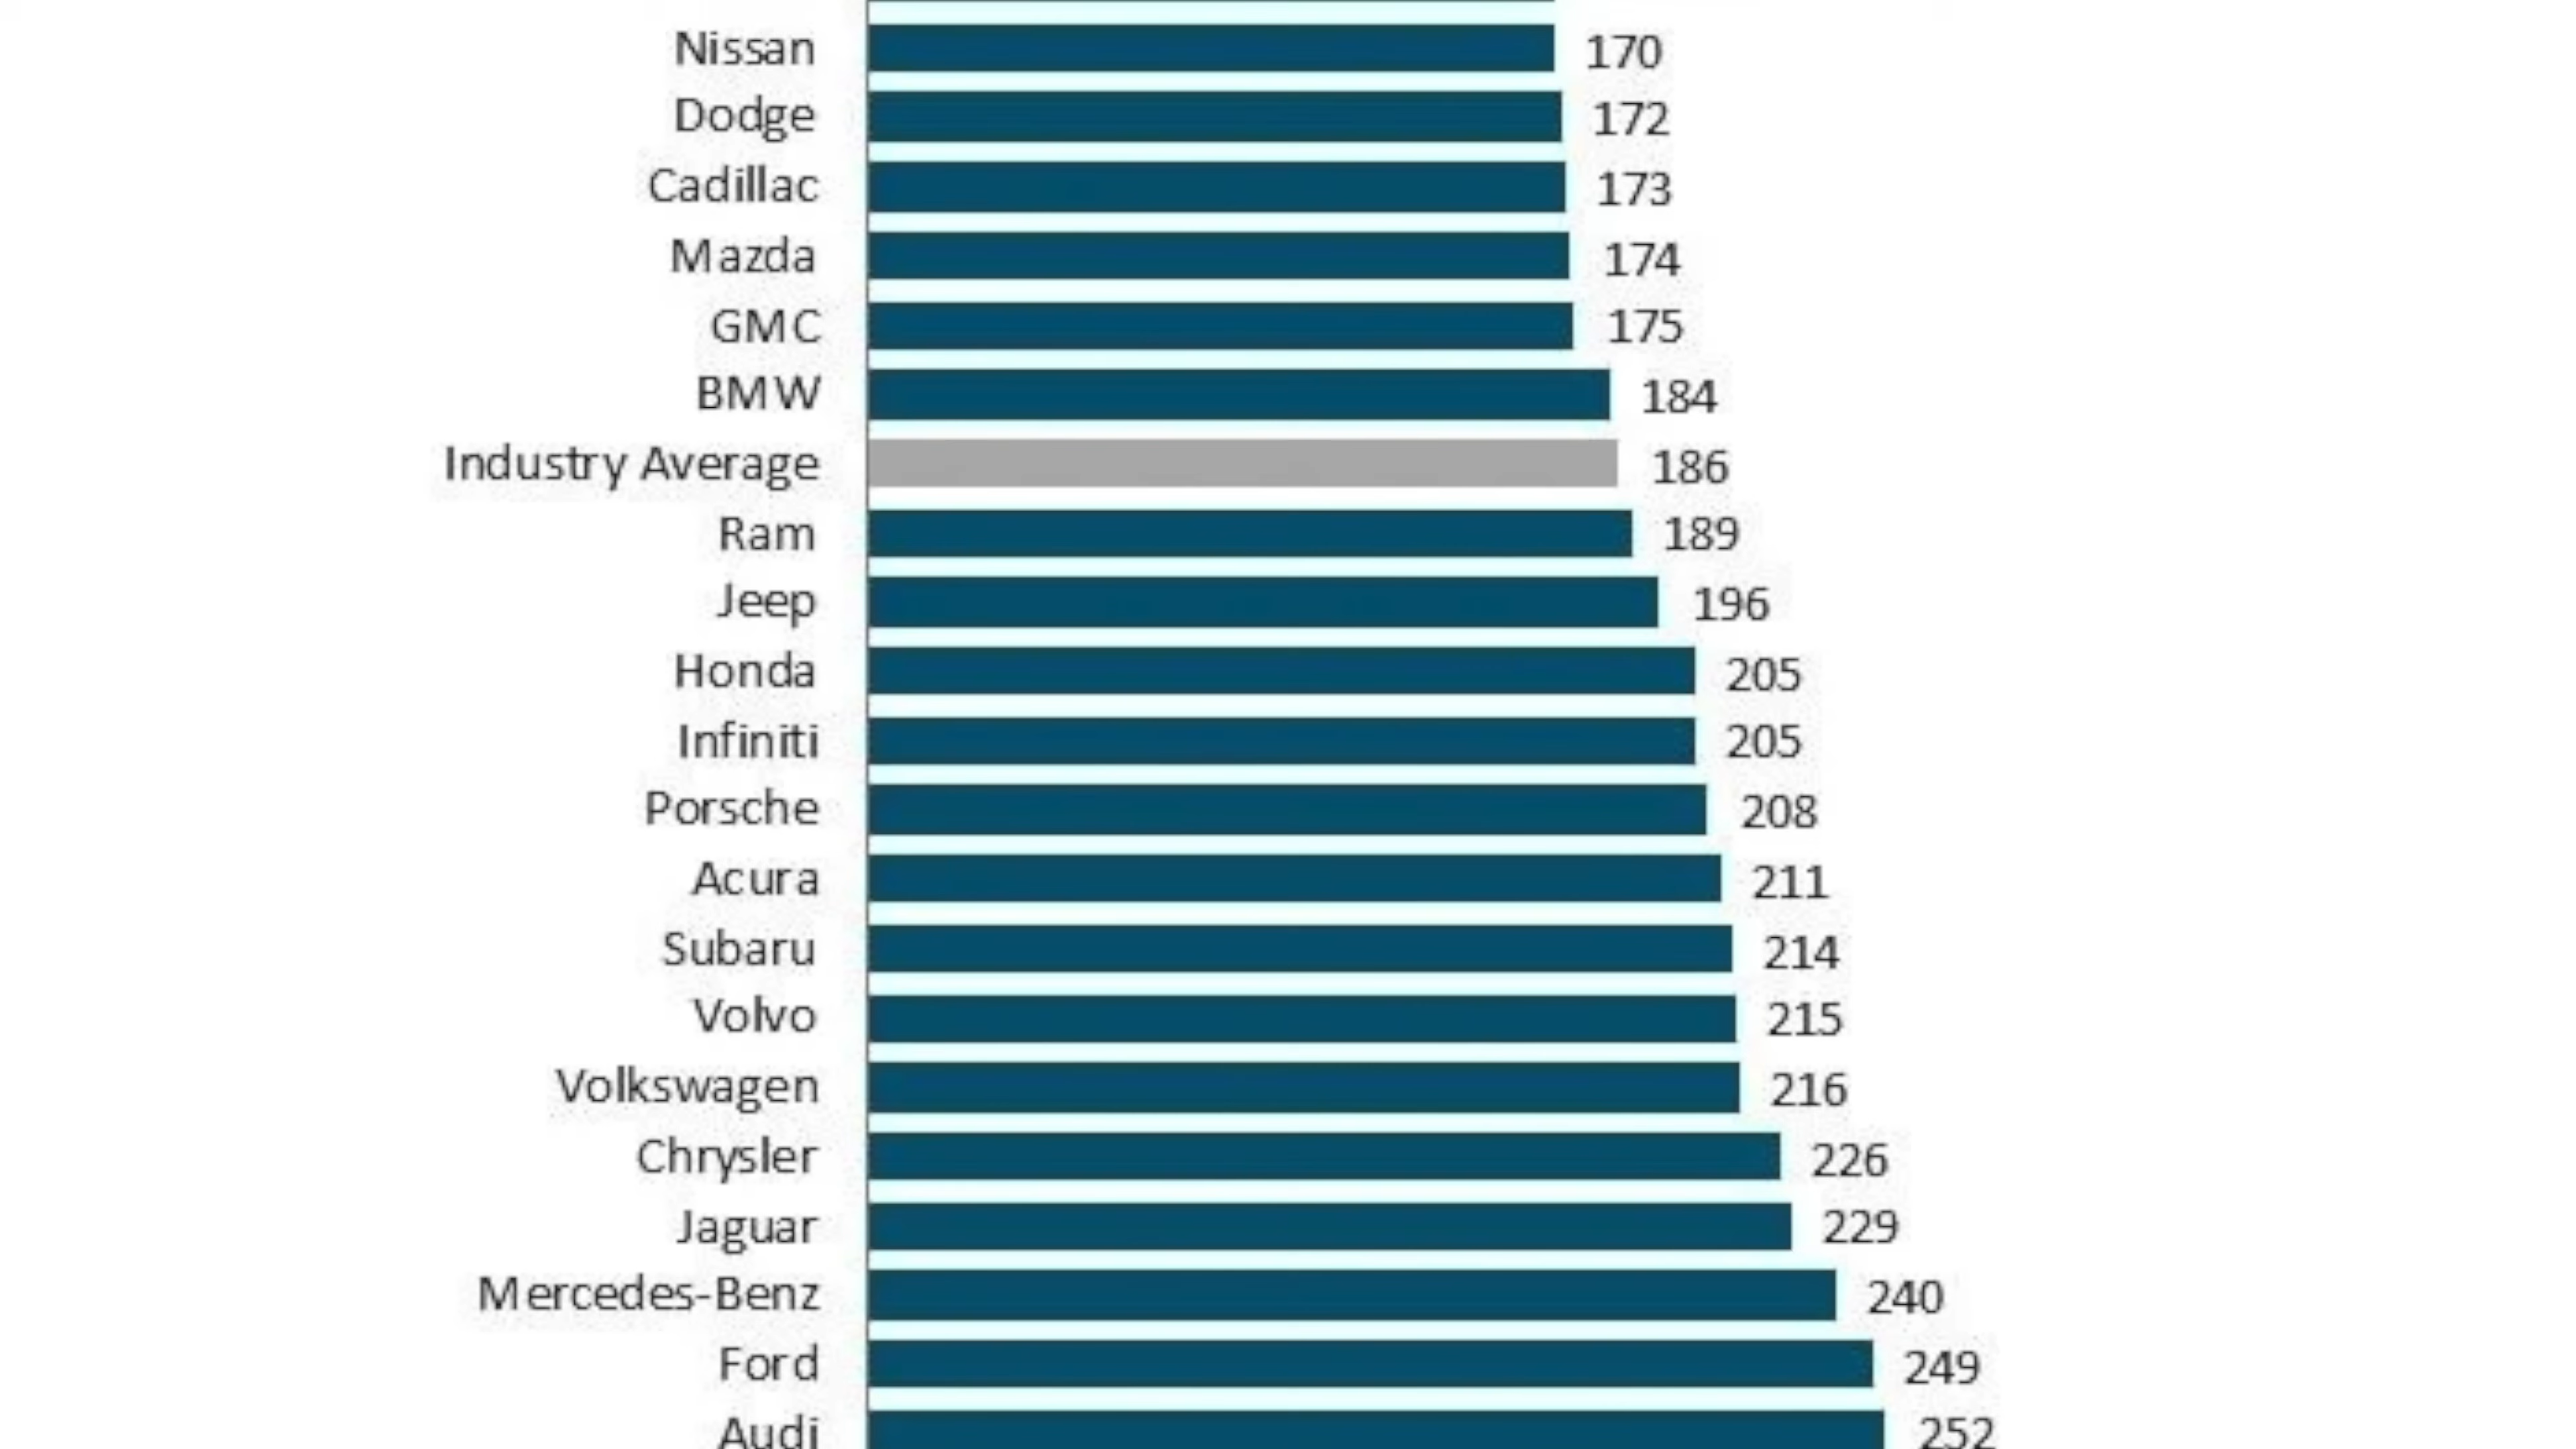 Nissan 170
Dodge 172
Cadillac 173
Mazda 174
GMC 175
BMW 184
Industry Average 186
Ram 189
Jeep 196
Honda 205
Infiniti 205
Porsche 208
Acura 211
Subaru 214
Volvo 215
Volkswagen 216
Chrysler 226
Jaguar 229
Mercedes-Benz 240
Ford 249
Audi 252